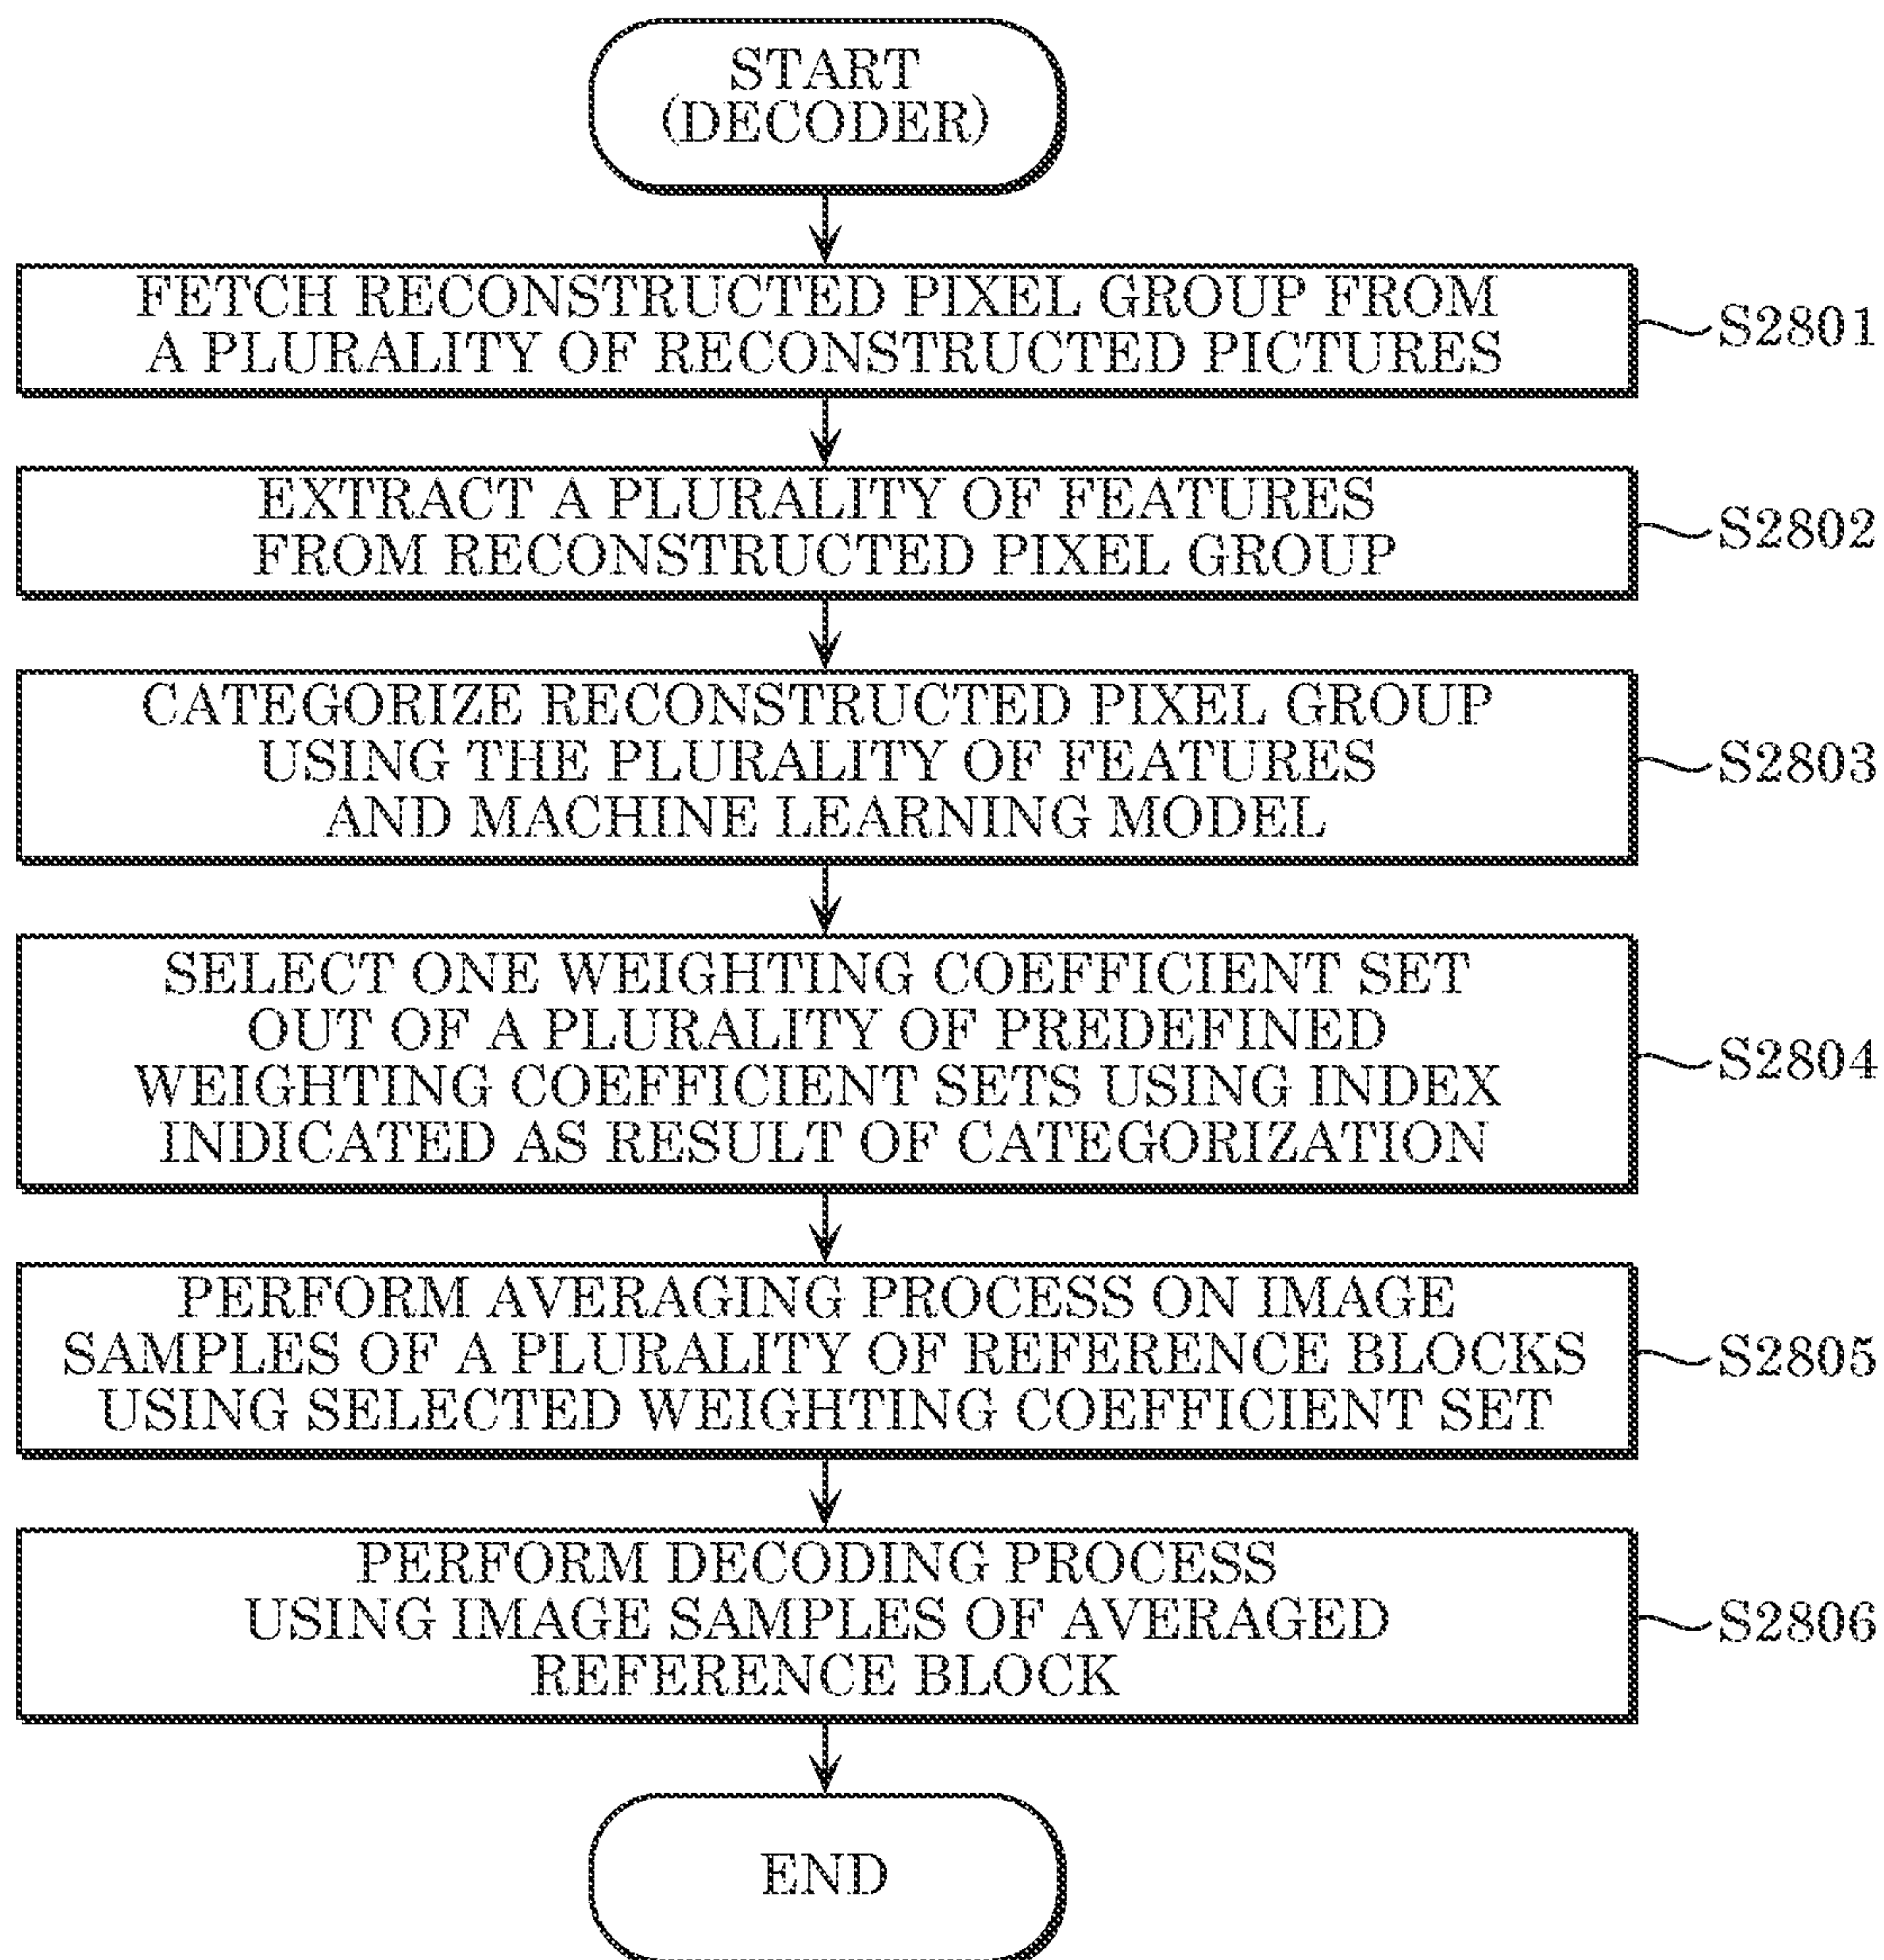 START
(DECODER)
FETCH RECONSTRUCTED PIXEL GROUP FROM
A PLURALITY OF RECONSTRUCTED PICTURES
S2801
EXTRACT A PLURALITY OF FEATURES
FROM RECONSTRUCTED PIXEL GROUP
S2802
CATEGORIZE RECONSTRUCTED PIXEL GROUP
USING THE PLURALITY OF FEATURES
AND MACHINE LEARNING MODEL
S2803
SELECT ONE WEIGHTING COEFFICIENT SET
OUT OF A PLURALITY OF PREDEFINED
WEIGHTING COEFFICIENT SETS USING INDEX
INDICATED AS RESULT OF CATEGORIZATION
S2804
PERFORM AVERAGING PROCESS ON IMAGE
SAMPLES OF A PLURALITY OF REFERENCE BLOCKS
USING SELECTED WEIGHTING COEFFICIENT SET
S2805
PERFORM DECODING PROCESS
USING IMAGE SAMPLES OF AVERAGED
REFERENCE BLOCK
S2806
END